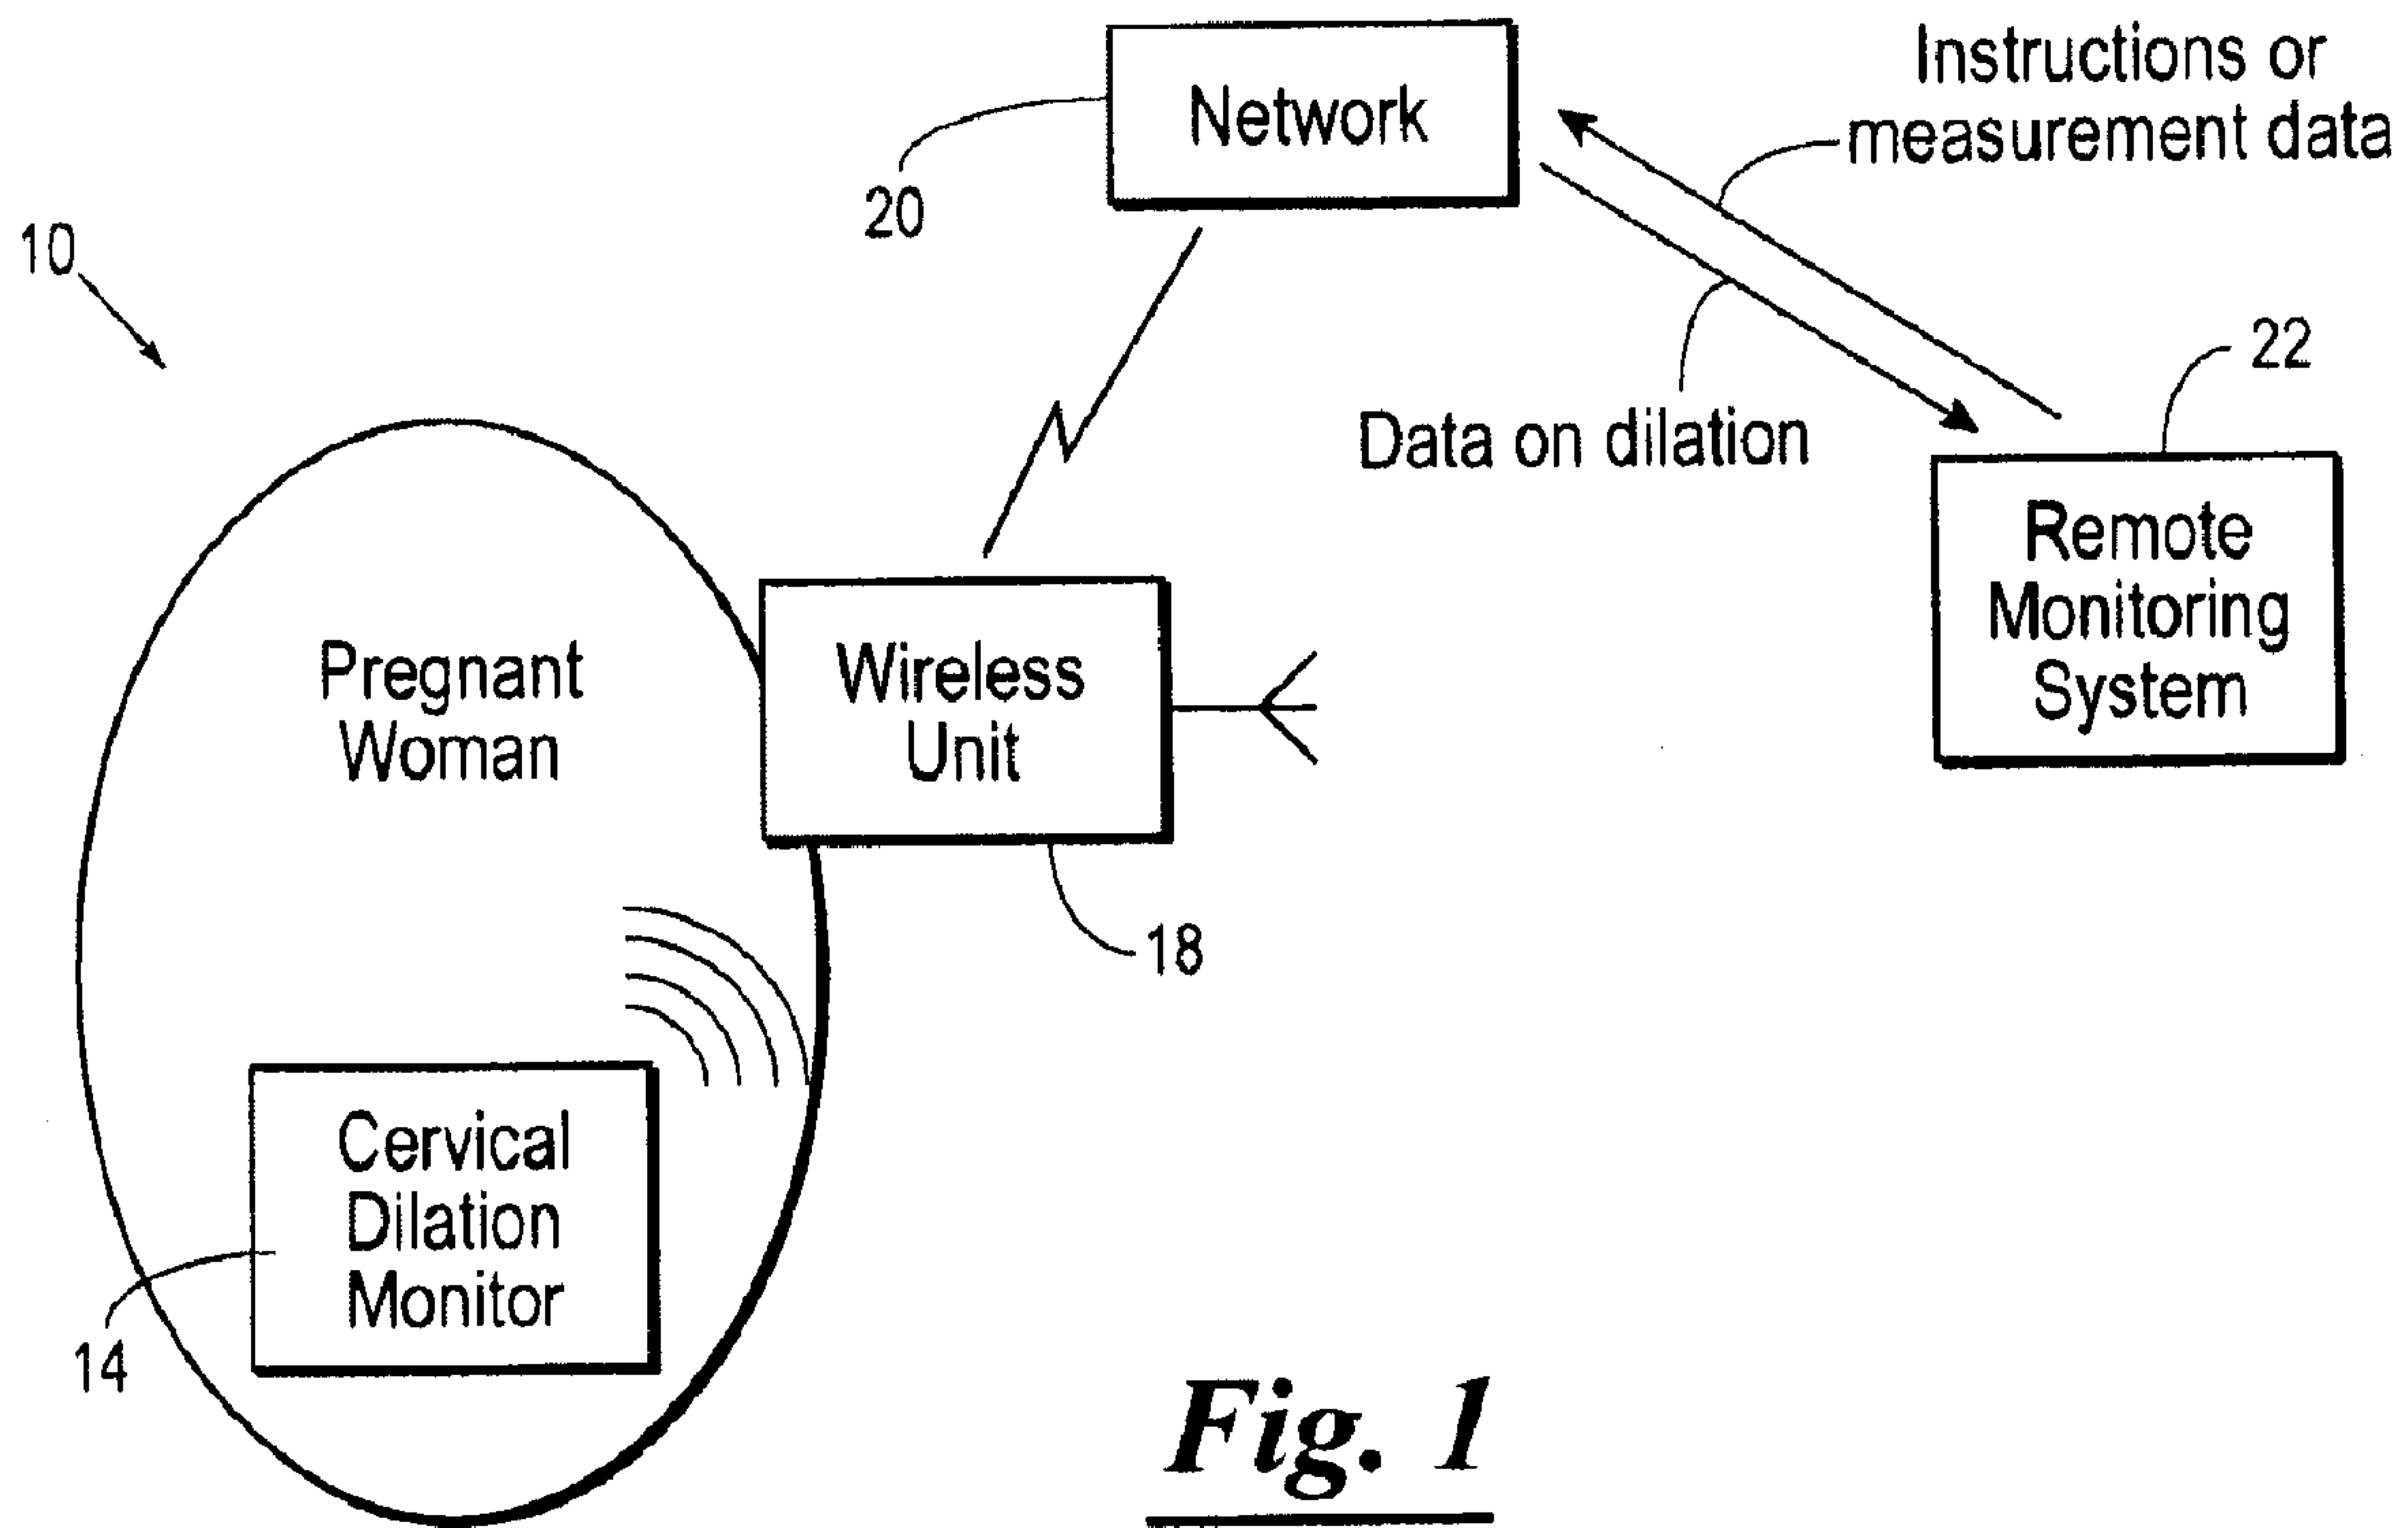 Network
Instructions or
measurement data
20
10
22
Data on dilation
Remote
Monitoring
System
Pregnant
Woman
Wireless
Unit
18
Cervical
Dilation
Monitor
14
Fig. 1